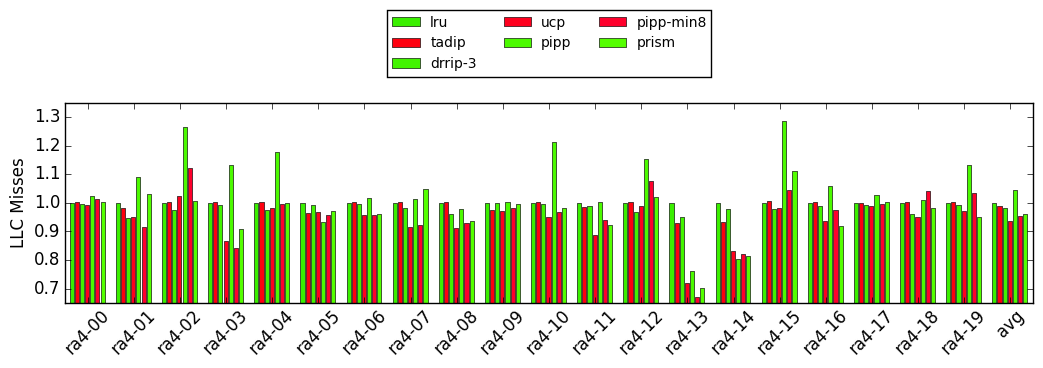 lru ucp pipp-min8
tadip pipp prism
drrip-3
LLC Misses
1.3
1.2
1.1
1.0
0.9
0.8
0.7
ra4-00 ra4-01 ra4-02 ra4-03 ra4-04 ra4-05 ra4-06 ra4-07 ra4-08 ra4-09 ra4-10 ra4-11 ra4-12 ra4-13 ra4-14 ra4-15 ra4-16 ra4-17 ra4-18 ra4-19 avg